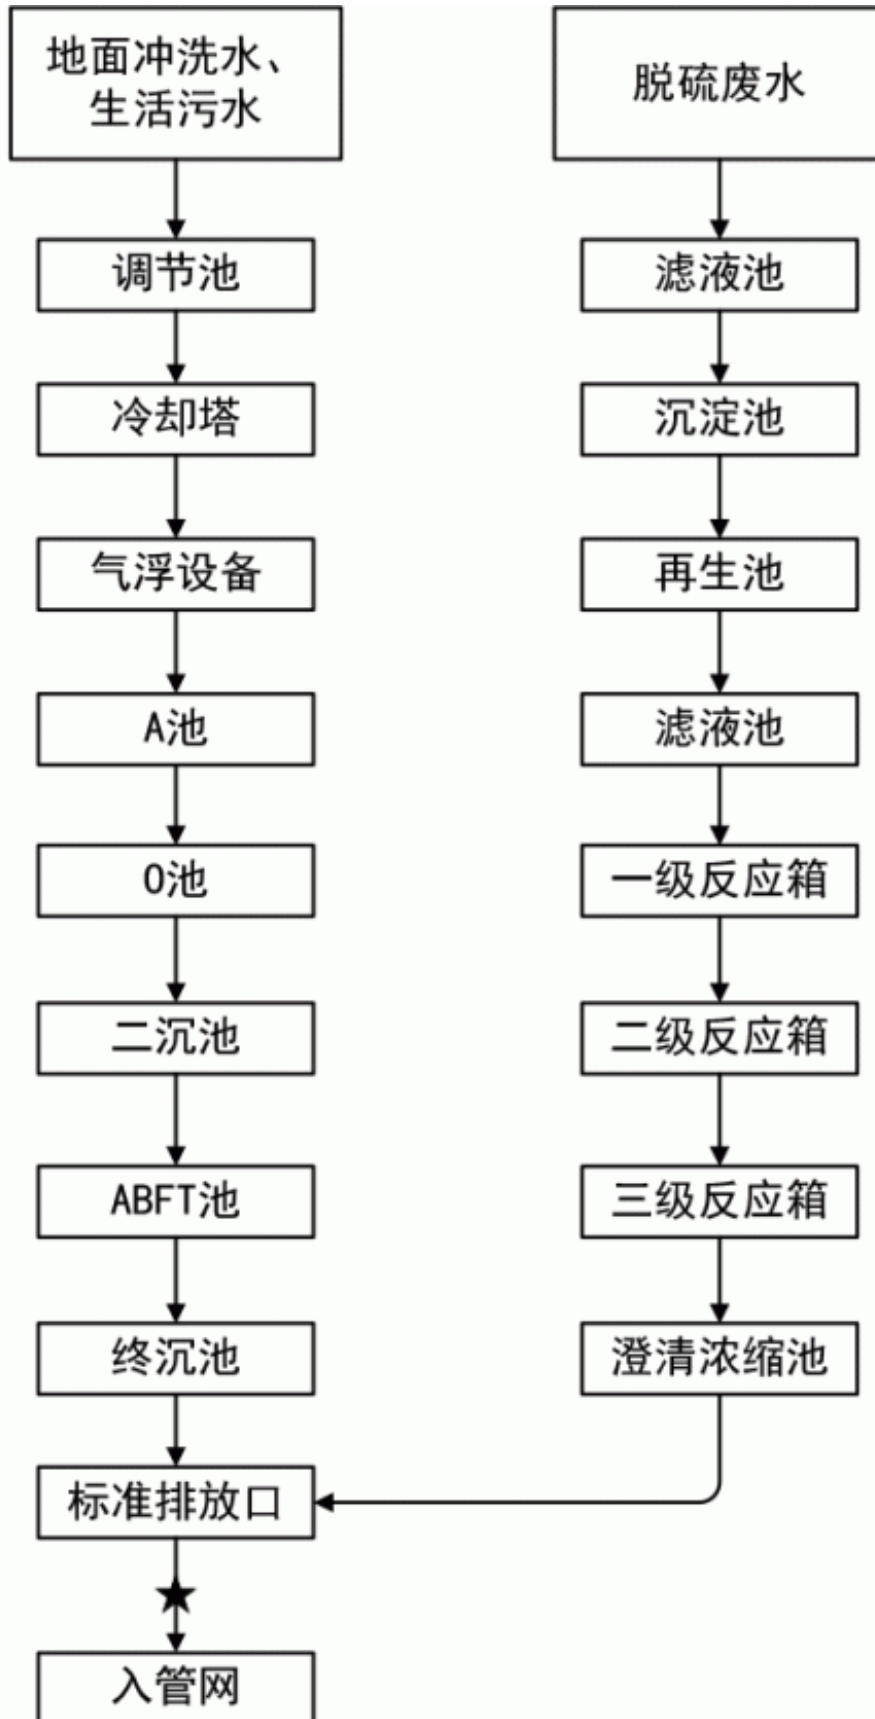 地面冲洗水、
生活污水
调节池
冷却塔
气浮设备
A池
O池
二沉池
ABFT池
终沉池
标准排放口
入管网
脱硫废水
滤液池
沉淀池
再生池
滤液池
一级反应箱
二级反应箱
三级反应箱
澄清浓缩池